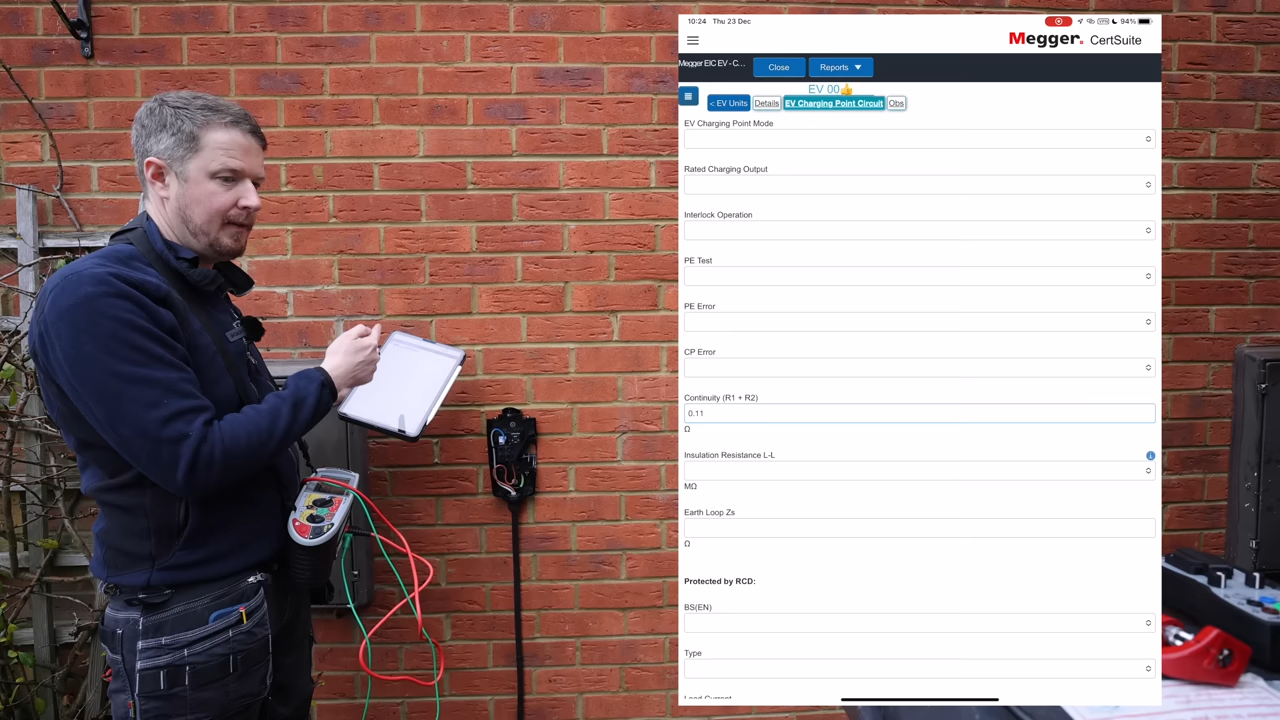 10:24 Thu 23 Dec
VPN 94%
Megger. CertSuite
Megger EIC EV - C... Close Reports
EV 00👍
< EV Units Details EV Charging Point Circuit Obs
EV Charging Point Mode
Rated Charging Output
Interlock Operation
PE Test
PE Error
CP Error
Continuity (R1 + R2)
0.11
Ω
Insulation Resistance L-L
i
MΩ
Earth Loop Zs
Ω
Protected by RCD:
BS(EN)
Type